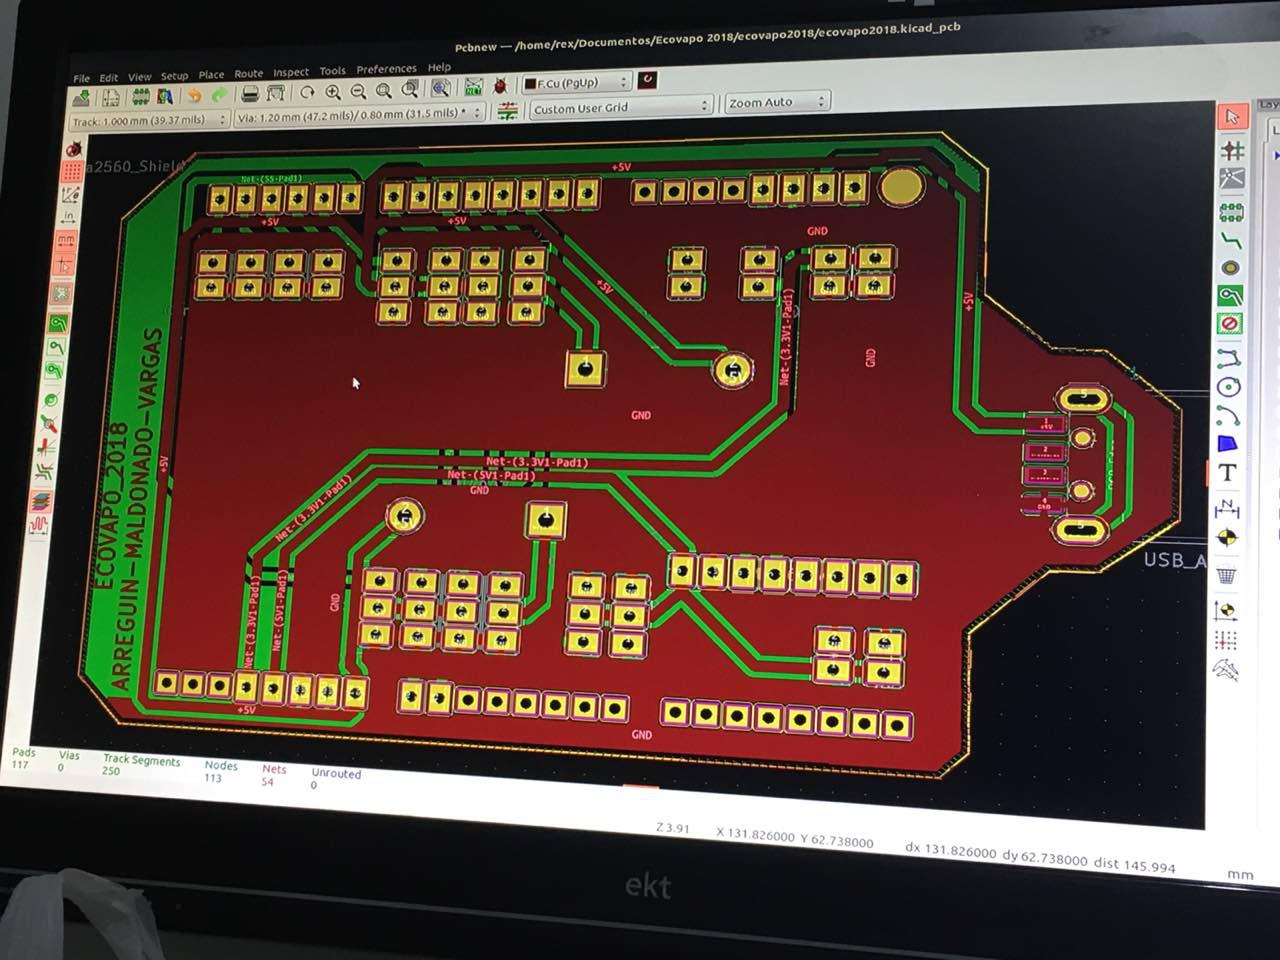 Pcbnew — /home/rex/Documentos/Ecovapo 2018/ecovapo2018/ecovapo2018.kicad_pcb
File Edit View Setup Place Route Inspect Tools Preferences Help
F.Cu (PgUp)
Track: 1.000 mm (39.37 mils)
Via: 1.20 mm (47.2 mils)/ 0.80 mm (31.5 mils) *
Custom User Grid
Zoom Auto
a2560_Shield
Net-(S5-Pad1)
+5V
+5V
+5V
GND
+5V
+5V
Net-(3.3V1-Pad1)
GND
GND
Net-(3.3V1-Pad1)
Net-(5V1-Pad1)
GND
+5V
Net-(3.3V1-Pad1)
ECOVAPO_2018
ARREGUIN-MALDONADO-VARGAS
Net-(3.3V1-Pad1)
Net-(5V1-Pad1)
GND
USB_A
+5V
GND
Pads 117
Vias 0
Track Segments 250
Nodes 113
Nets 54
Unrouted 0
Z 3.91
X 131.826000 Y 62.738000
dx 131.826000 dy 62.738000 dist 145.994
mm
ekt